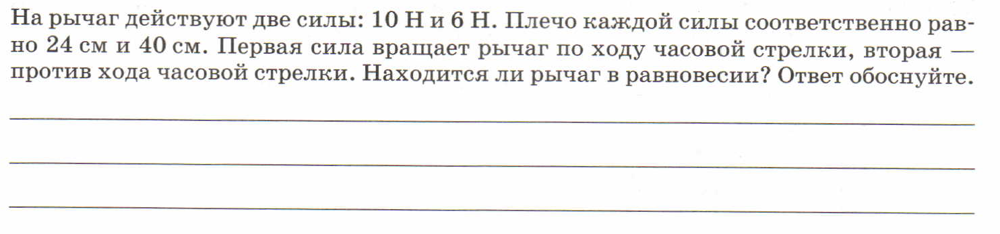 На рычаг действуют две силы: 10 Н и 6 Н. Плечо каждой силы соответственно рав-
но 24 см и 40 см. Первая сила вращает рычаг по ходу часовой стрелки, вторая —
против хода часовой стрелки. Находится ли рычаг в равновесии? Ответ обоснуйте.